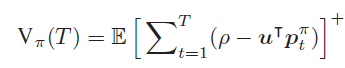 V_π(T) = 𝔼[∑_{t=1}^{T}(ρ − 𝒖^⊺𝒑_t^π)]^+